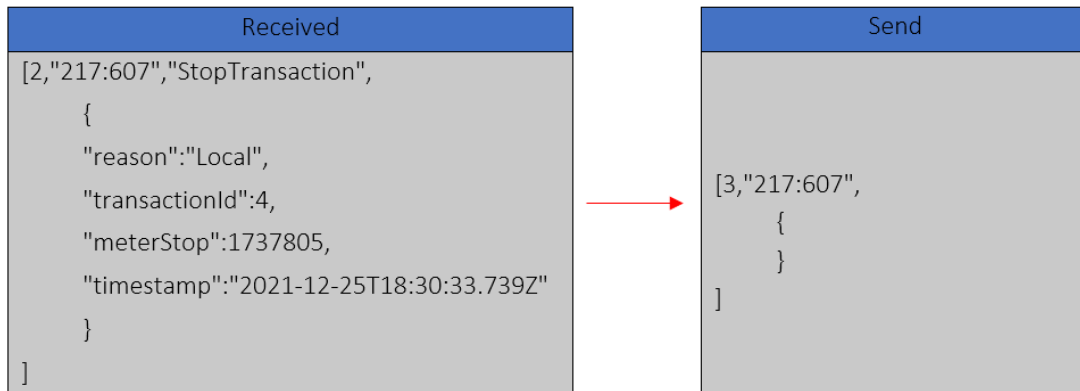 Received
[2,"217:607","StopTransaction",
{
"reason":"Local",
"transactionId":4,
"meterStop":1737805,
"timestamp":"2021-12-25T18:30:33.739Z"
}
]
Send
[3,"217:607",
{
}
]